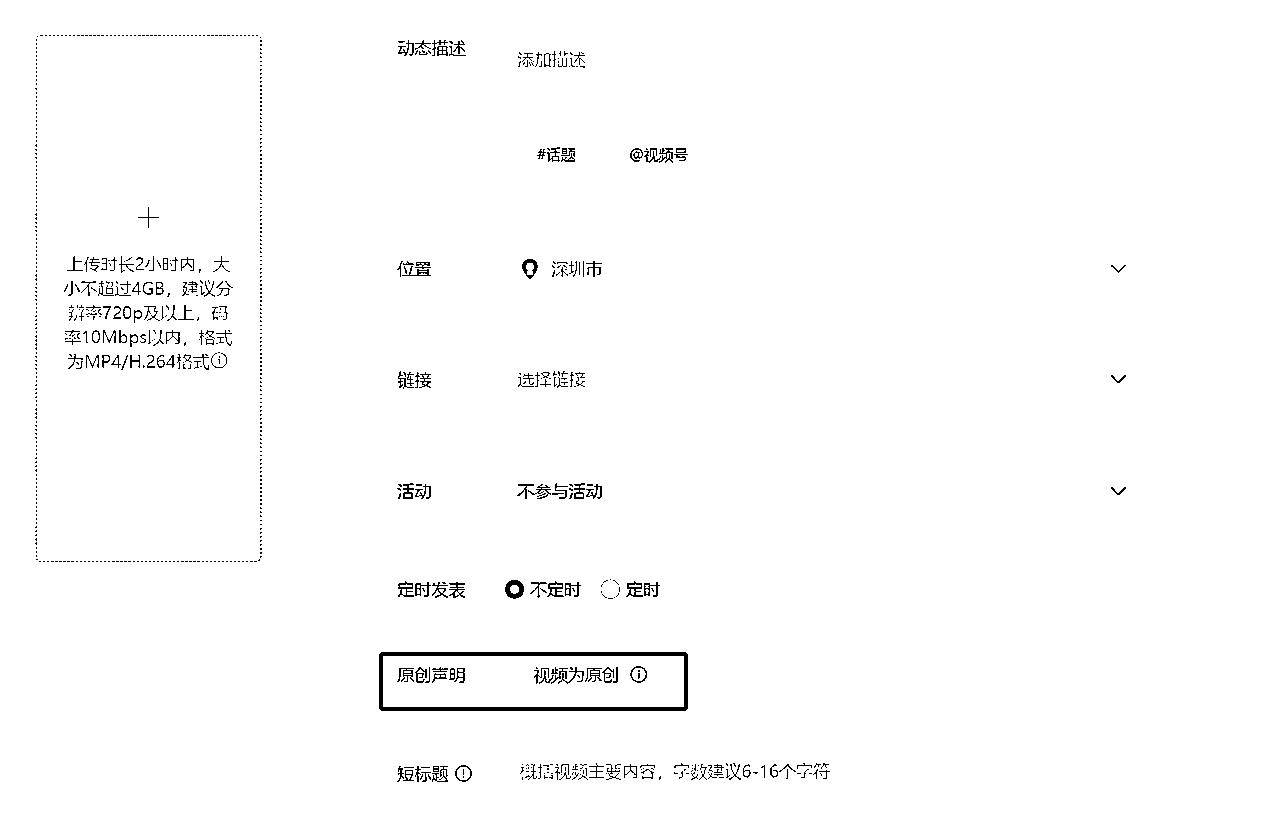 动态描述
添加描述
#话题 @视频号
上传时长2小时内，大
小不超过4GB，建议分
辨率720p及以上，码
率10Mbps以内，格式
为MP4/H.264格式
位置 深圳市
链接 选择链接
活动 不参与活动
定时发表 不定时 定时
原创声明 视频为原创
短标题 概括视频主要内容，字数建议6-16个字符